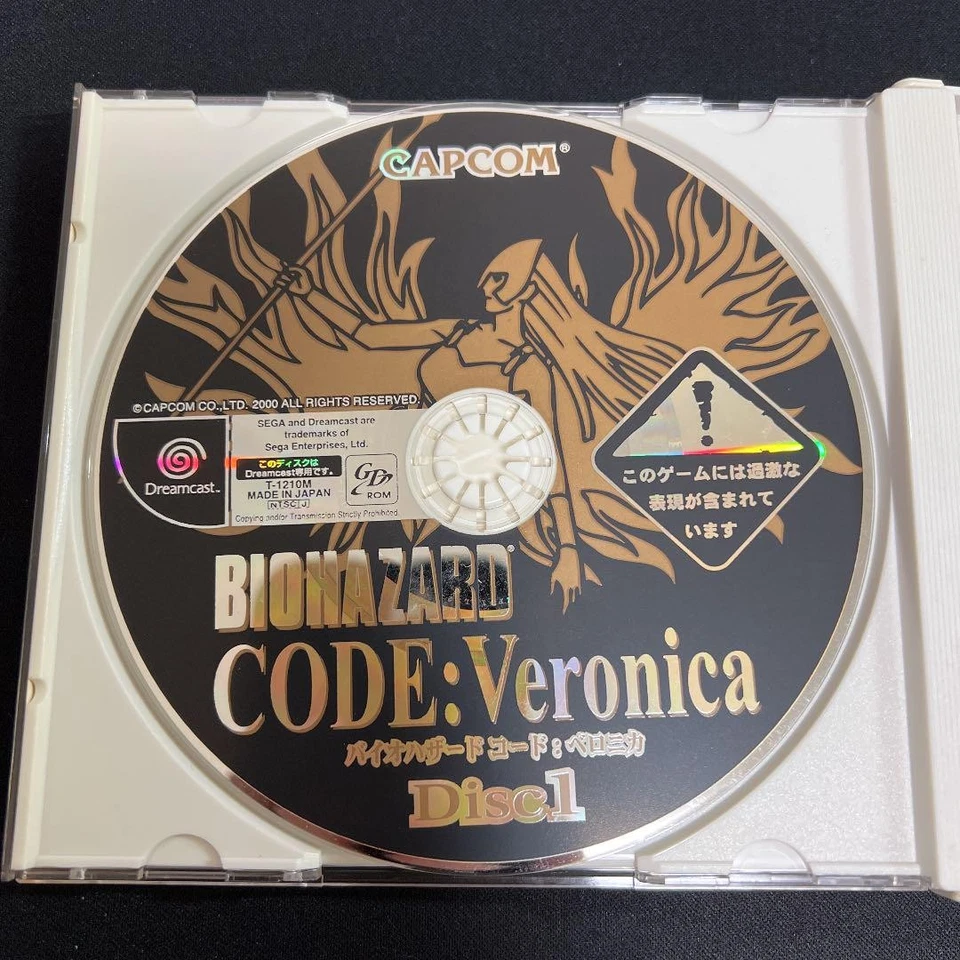 CAPCOM®
©CAPCOM CO.,LTD. 2000 ALL RIGHTS RESERVED.
SEGA and Dreamcast are
trademarks of
Sega Enterprises, Ltd.
Dreamcast™
このディスクは
Dreamcast専用です。
T-1210M
MADE IN JAPAN
NTSC J
GD
ROM
Copying and/or Transmission Strictly Prohibited.
!
このゲームには過激な
表現が含まれて
います
BIOHAZARD®
CODE:Veronica
バイオハザード コード:ベロニカ
Disc1